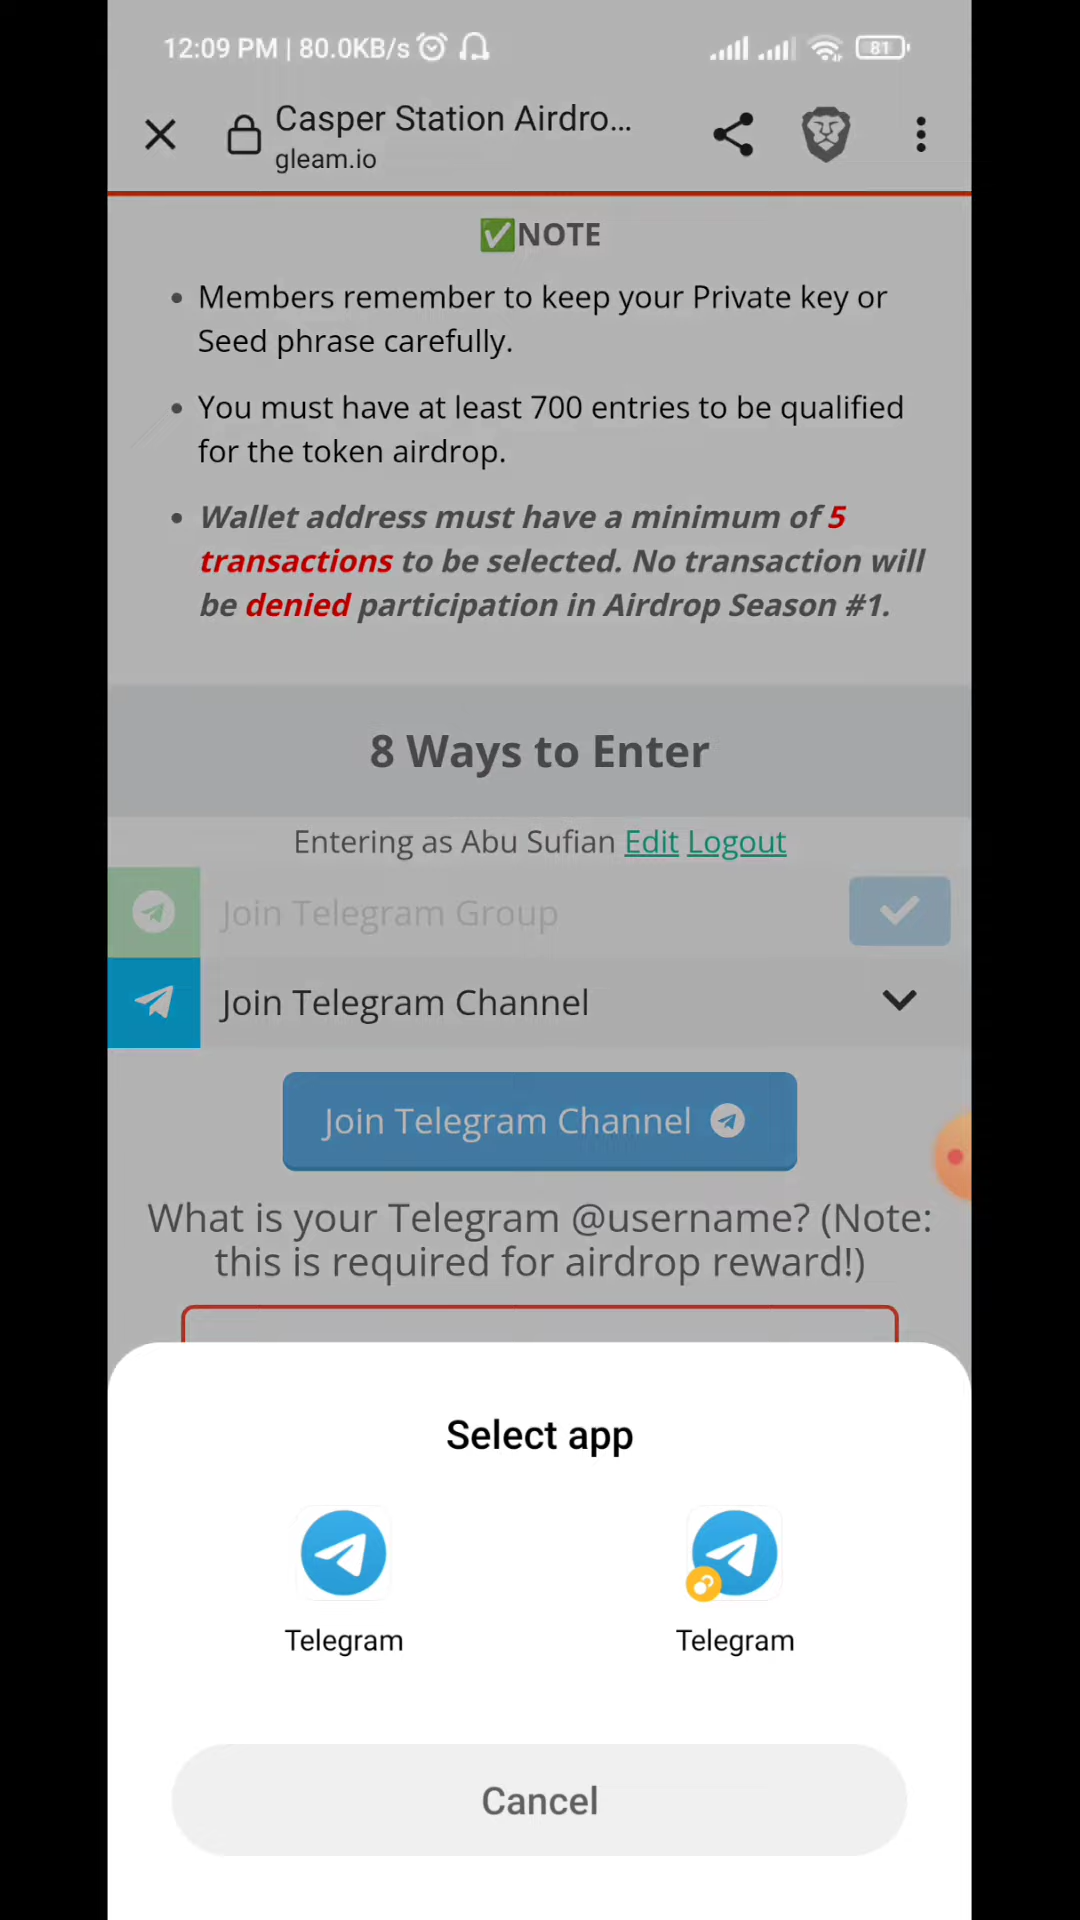 12:09 PM | 80.0KB/s
81
Casper Station Airdro...
gleam.io
✅NOTE
• Members remember to keep your Private key or
Seed phrase carefully.
• You must have at least 700 entries to be qualified
for the token airdrop.
• Wallet address must have a minimum of 5
transactions to be selected. No transaction will
be denied participation in Airdrop Season #1.
8 Ways to Enter
Entering as Abu Sufian Edit Logout
Join Telegram Group
Join Telegram Channel
Join Telegram Channel
What is your Telegram @username? (Note:
this is required for airdrop reward!)
Select app
Telegram
Telegram
Cancel